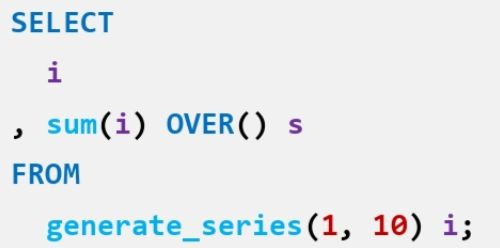 SELECT
i
, sum(i) OVER() s
FROM
generate_series(1, 10) i;